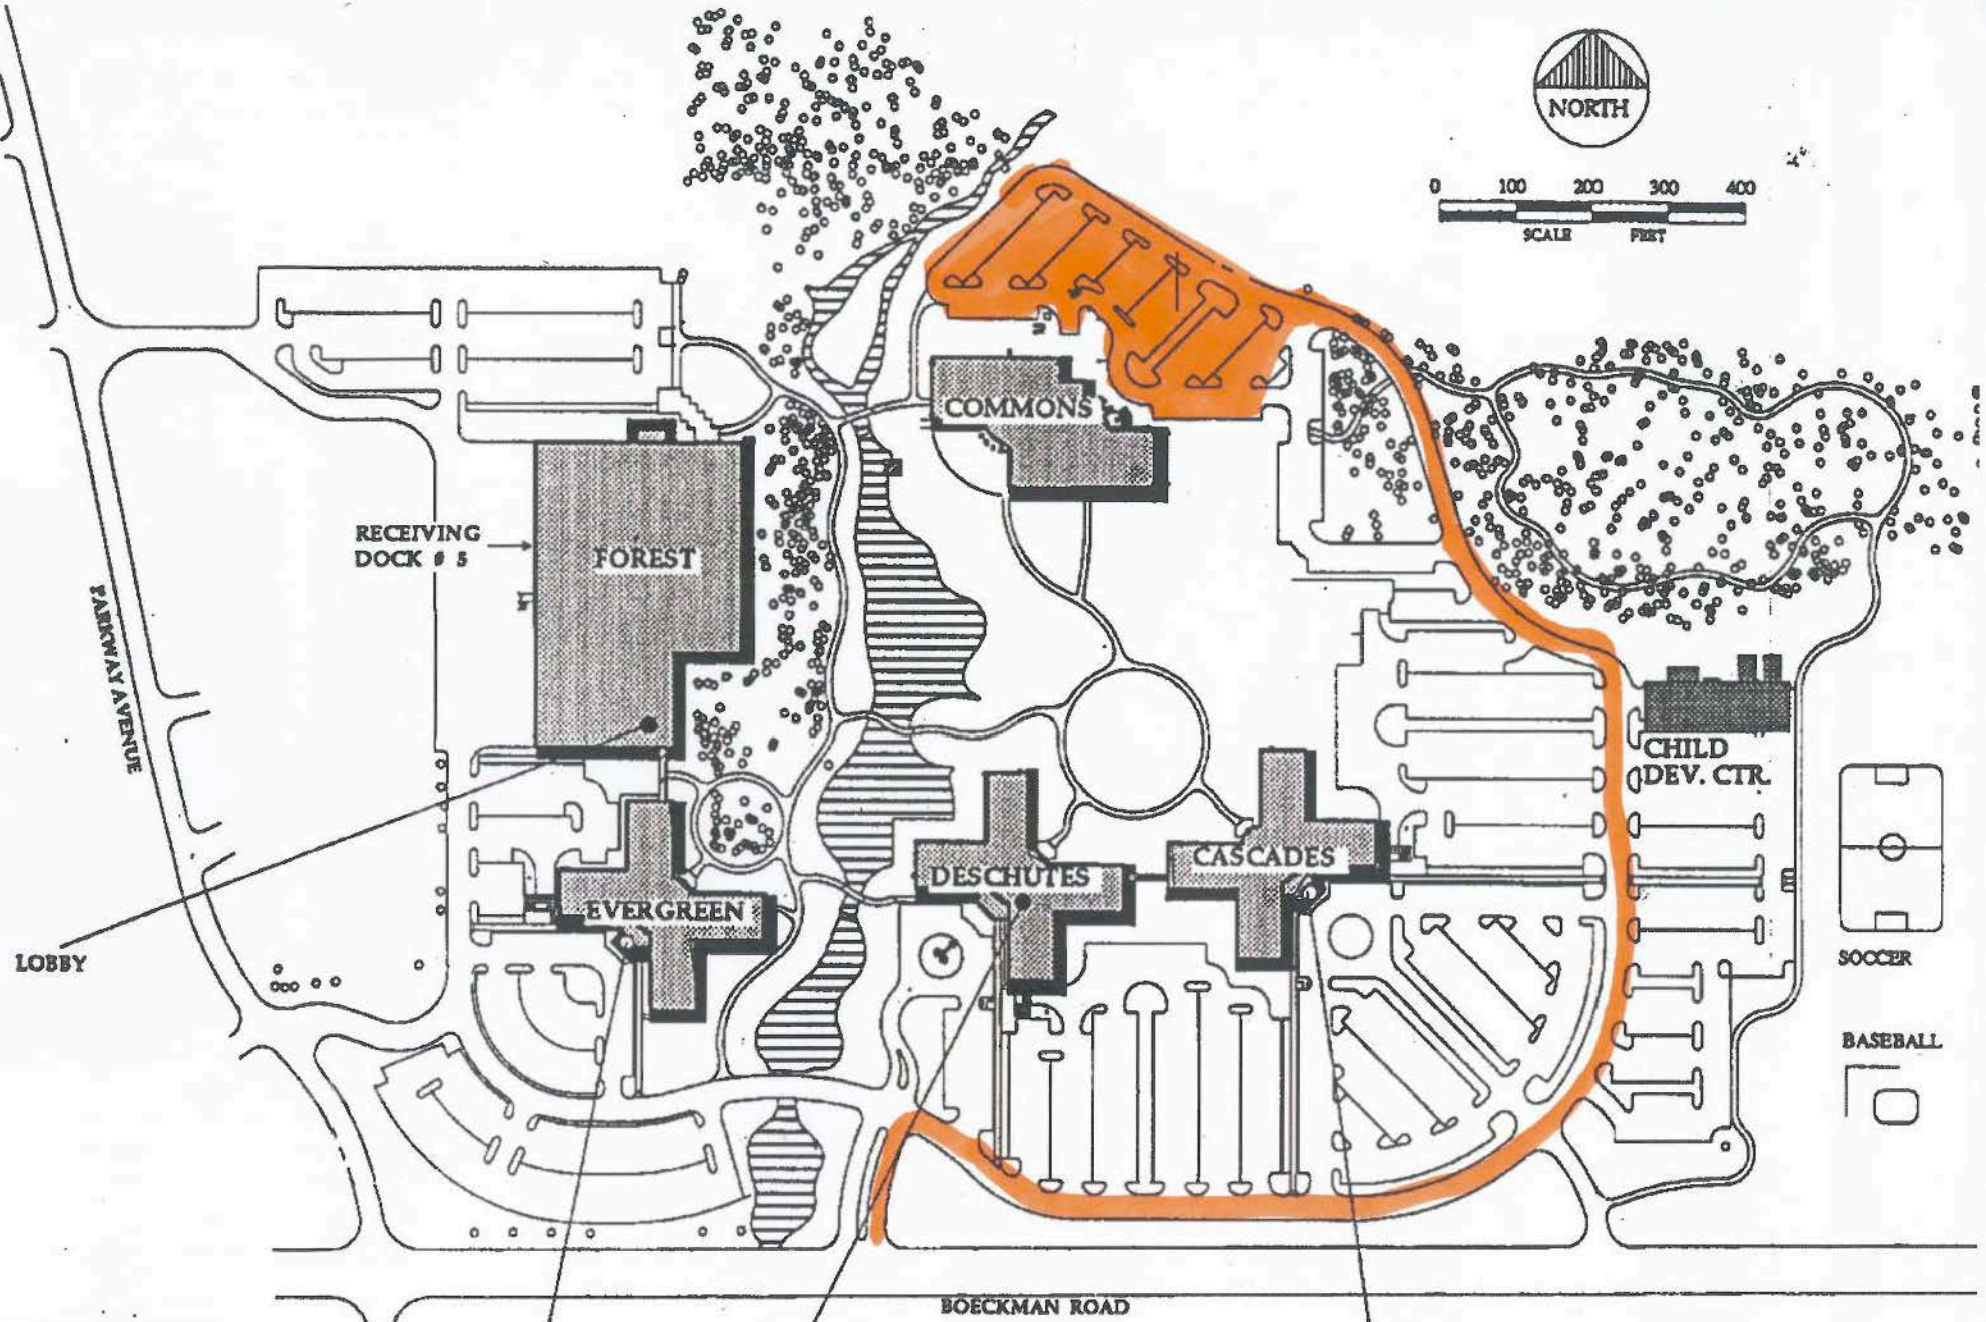 NORTH
0 100 200 300 400
SCALE FEET
COMMONS
RECEIVING
DOCK # 5
FOREST
PARKWAY AVENUE
CHILD
DEV. CTR.
CASCADES
DESCHUTES
EVERGREEN
LOBBY
SOCCER
BASEBALL
BOECKMAN ROAD